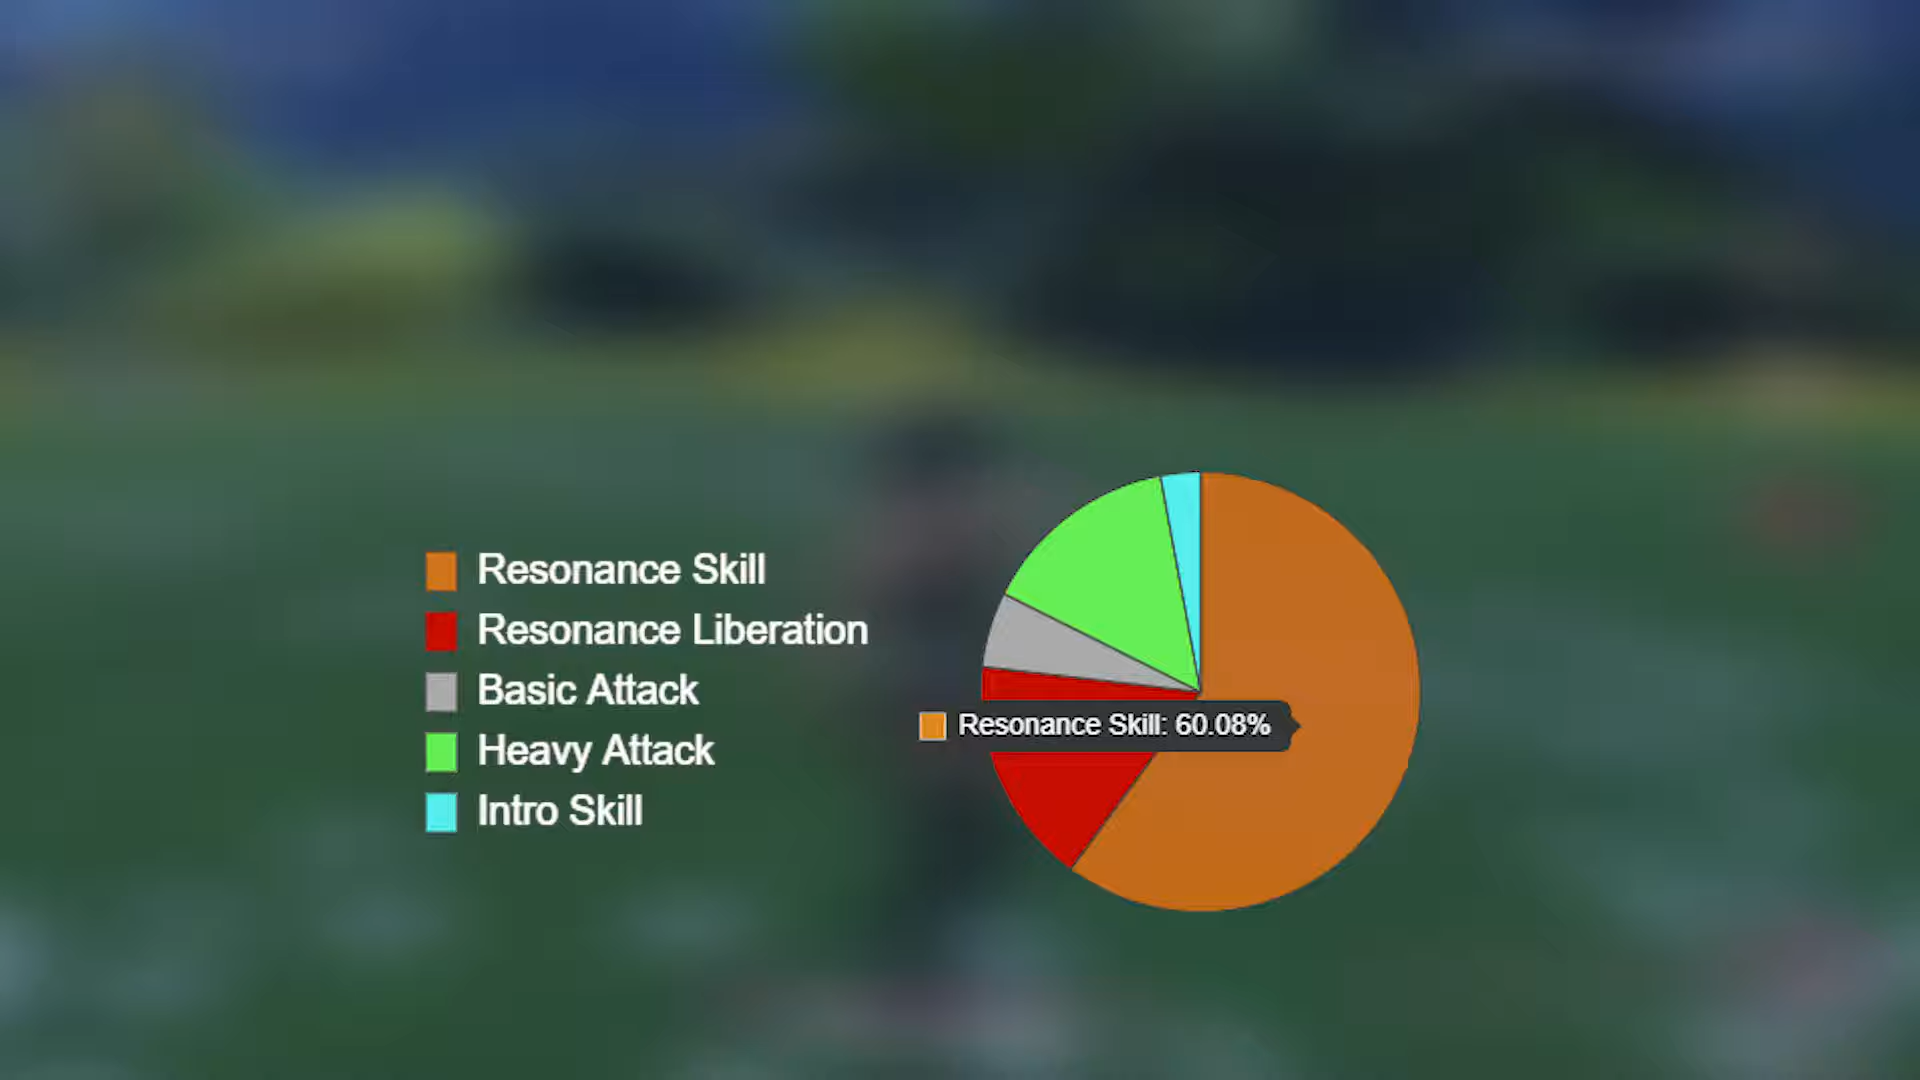 Resonance Skill
Resonance Liberation
Basic Attack
Heavy Attack
Intro Skill
Resonance Skill: 60.08%